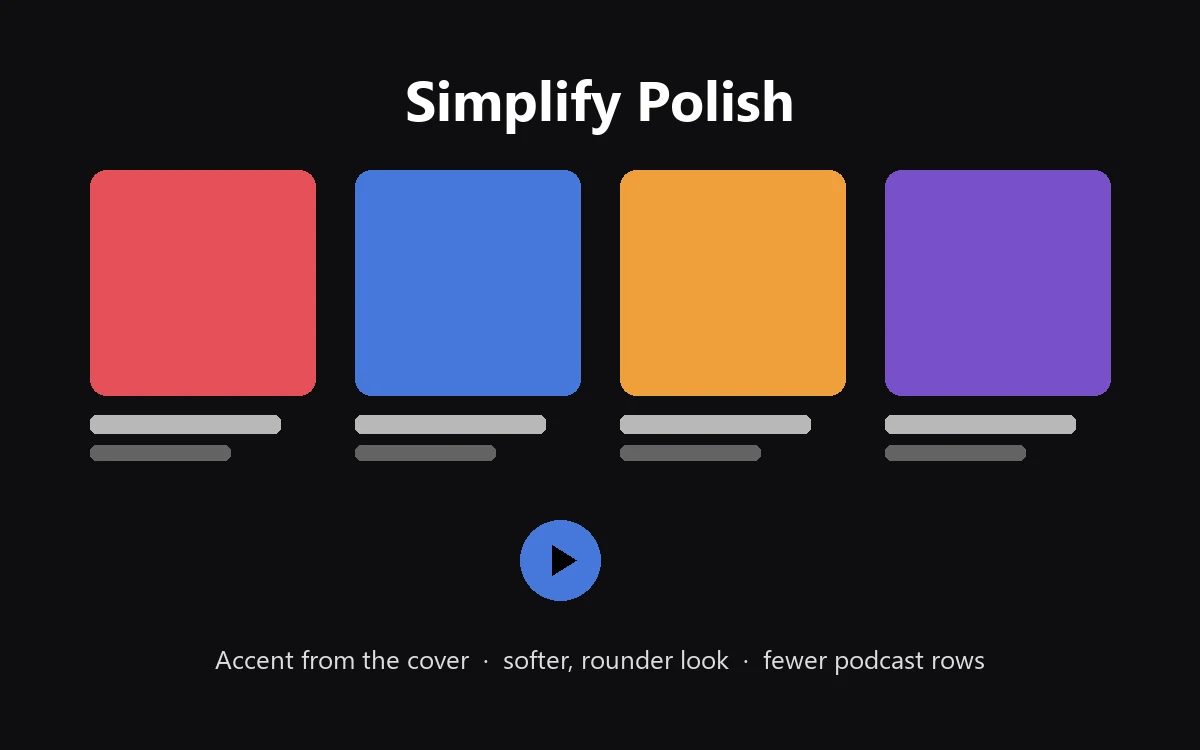 Simplify Polish
Accent from the cover · softer, rounder look · fewer podcast rows